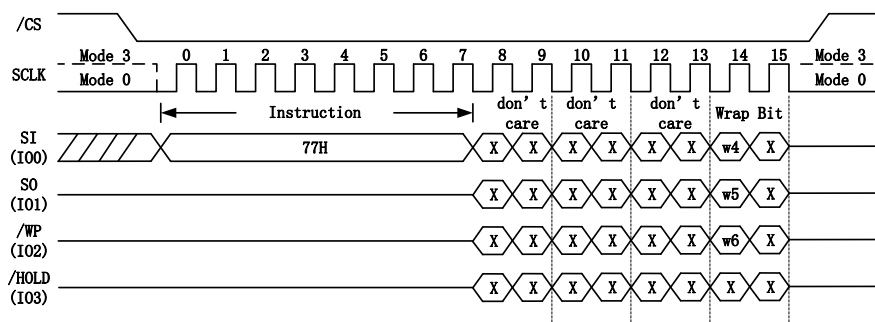 /CS
Mode 3 0 1 2 3 4 5 6 7 8 9 10 11 12 13 14 15 Mode 3
SCLK
Mode 0 Mode 0
Instruction don't care don't care don't care Wrap Bit
SI 77H X X X X X X w4 X
(IO0)
SO X X X X X X w5 X
(IO1)
/WP X X X X X X w6 X
(IO2)
/HOLD X X X X X X X X
(IO3)